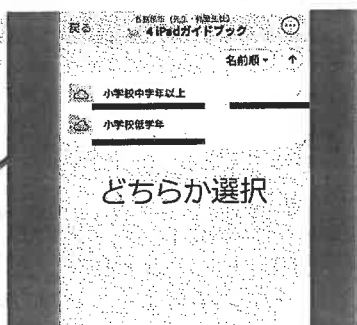 戻る
4 iPadガイドブック
名前順
小学校中学年以上
小学校低学年
どちらか選択